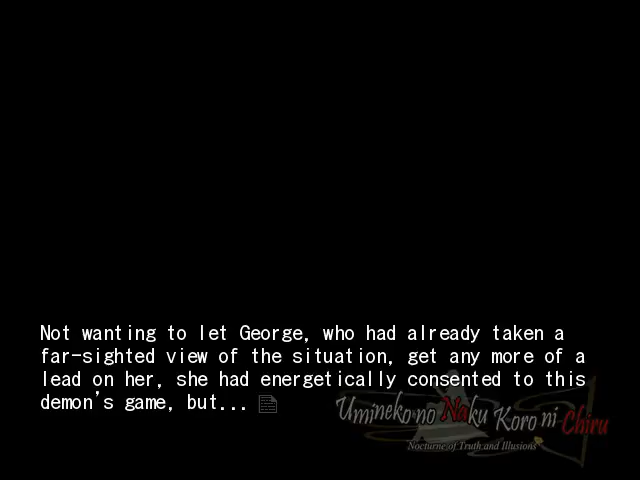 Not wanting to let George, who had already taken a
far-sighted view of the situation, get any more of a
lead on her, she had energetically consented to this
demon's game, but...
Umineko no Naku Koro ni Chiru
Nocturne of Truth and Illusions